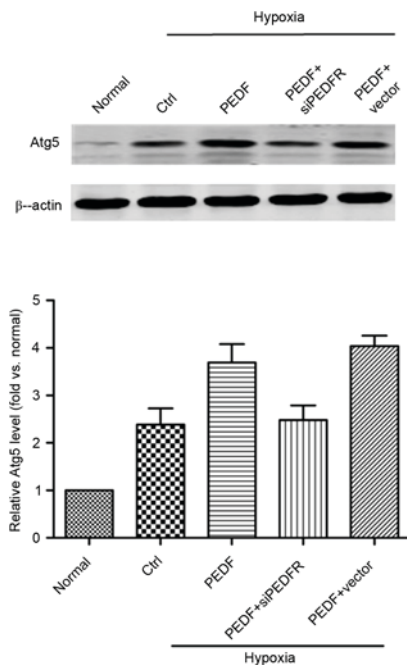 Hypoxia
Normal
Ctrl
PEDF
PEDF+
siPEDFR
PEDF+
vector
Atg5
β--actin
Relative Atg5 level (fold vs. normal)
5
4
3
2
1
0
Normal
Ctrl
PEDF
PEDF+siPEDFR
PEDF+vector
Hypoxia